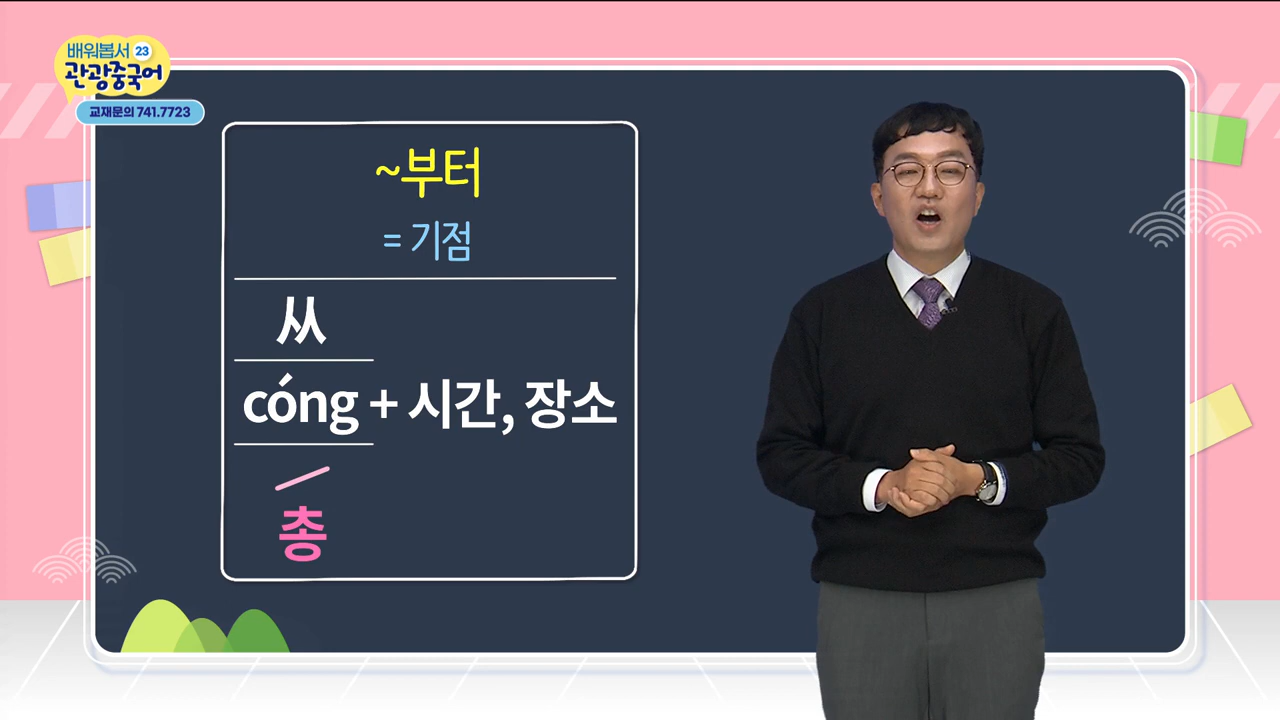 배워봅서 23
관광중국어
교재문의 741.7723
~부터
= 기점
从
cóng + 시간, 장소
총